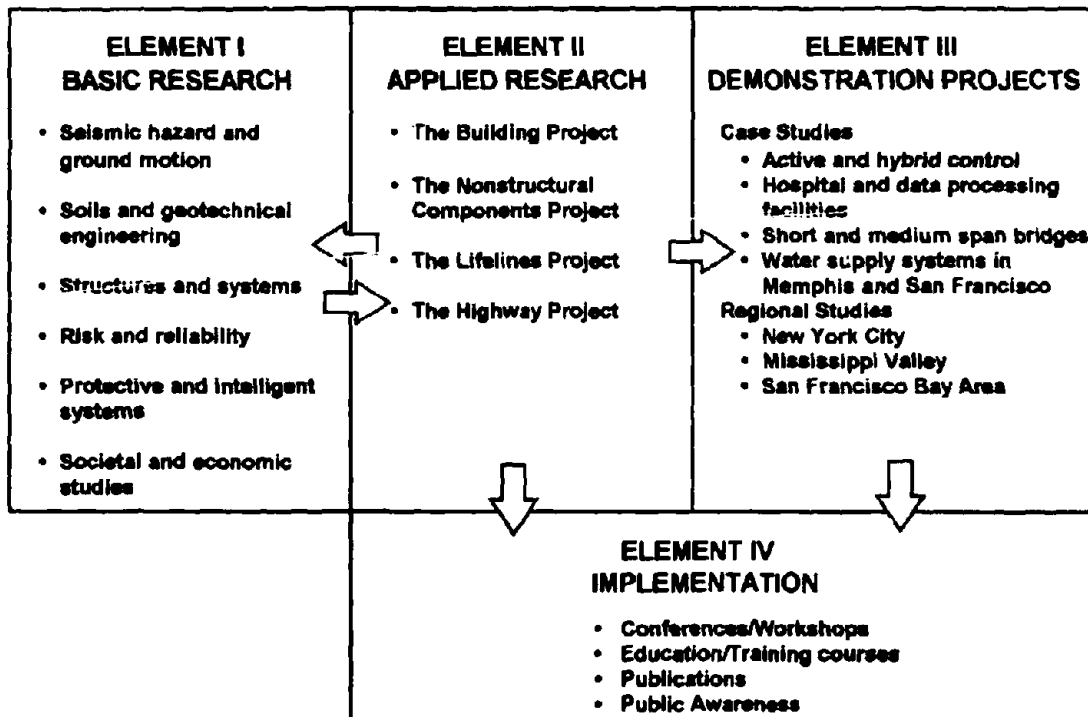 ELEMENT I
BASIC RESEARCH
• Seismic hazard and
ground motion
• Soils and geotechnical
engineering
• Structures and systems
• Risk and reliability
• Protective and intelligent
systems
• Societal and economic
studies
ELEMENT II
APPLIED RESEARCH
• The Building Project
• The Nonstructural
Components Project
• The Lifelines Project
• The Highway Project
ELEMENT III
DEMONSTRATION PROJECTS
Case Studies
• Active and hybrid control
• Hospital and data processing
facilities
• Short and medium span bridges
• Water supply systems in
Memphis and San Francisco
Regional Studies
• New York City
• Mississippi Valley
• San Francisco Bay Area
ELEMENT IV
IMPLEMENTATION
• Conferences/Workshops
• Education/Training courses
• Publications
• Public Awareness